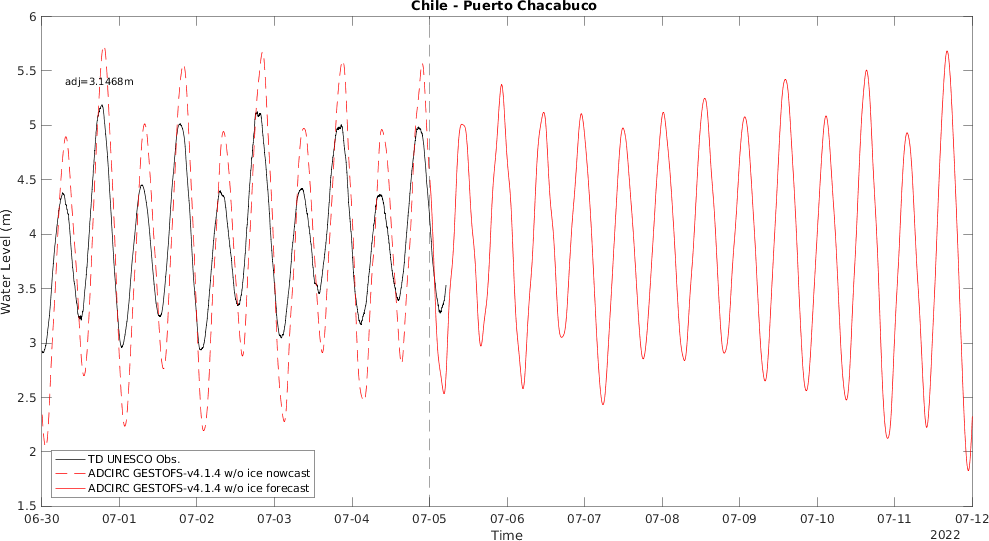 Chile - Puerto Chacabuco
adj=3.1468m
Water Level (m)
6
5.5
5
4.5
4
3.5
3
2.5
2
1.5
TD UNESCO Obs.
ADCIRC GESTOFS-v4.1.4 w/o ice nowcast
ADCIRC GESTOFS-v4.1.4 w/o ice forecast
06-30 07-01 07-02 07-03 07-04 07-05 07-06 07-07 07-08 07-09 07-10 07-11 07-12
Time
2022